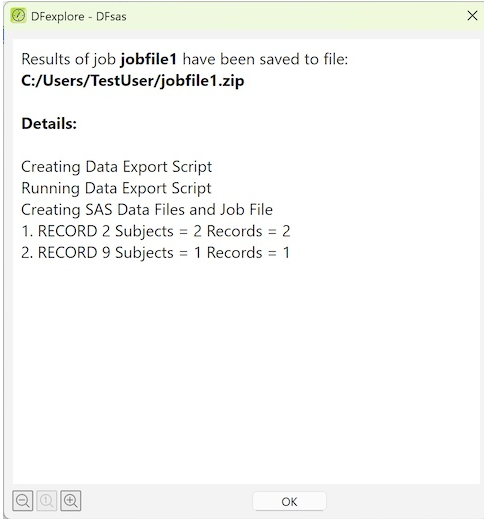 DFexplore - DFsas
Results of job jobfile1 have been saved to file:
C:/Users/TestUser/jobfile1.zip
Details:
Creating Data Export Script
Running Data Export Script
Creating SAS Data Files and Job File
1. RECORD 2 Subjects = 2 Records = 2
2. RECORD 9 Subjects = 1 Records = 1
OK